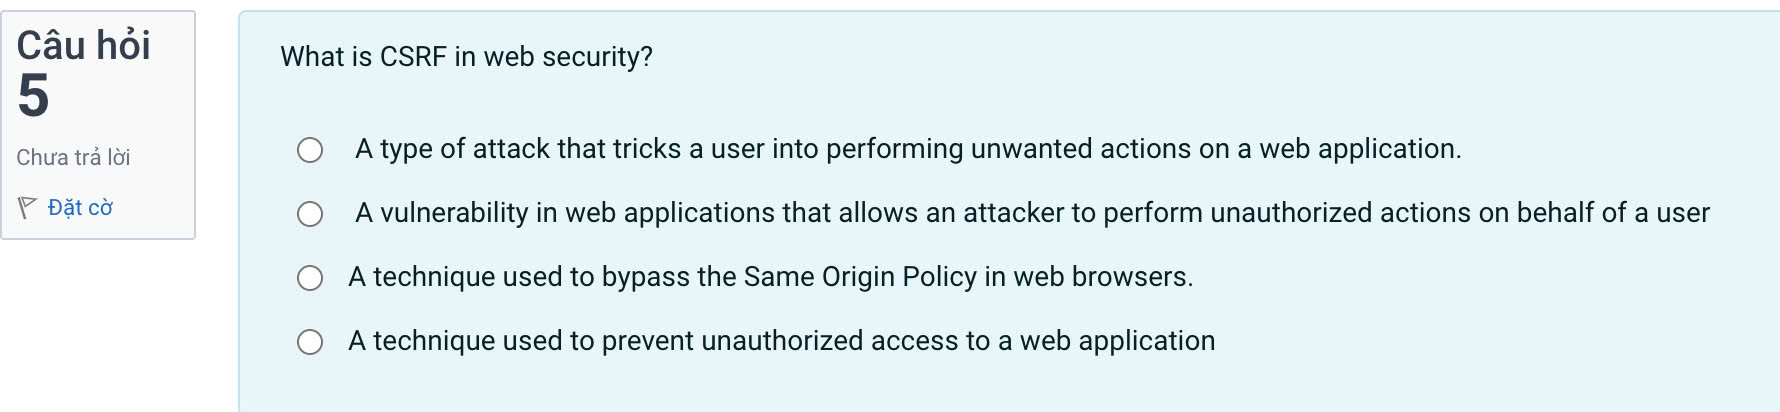 Câu hỏi
5
Chưa trả lời
Đặt cờ
What is CSRF in web security?
A type of attack that tricks a user into performing unwanted actions on a web application.
A vulnerability in web applications that allows an attacker to perform unauthorized actions on behalf of a user
A technique used to bypass the Same Origin Policy in web browsers.
A technique used to prevent unauthorized access to a web application